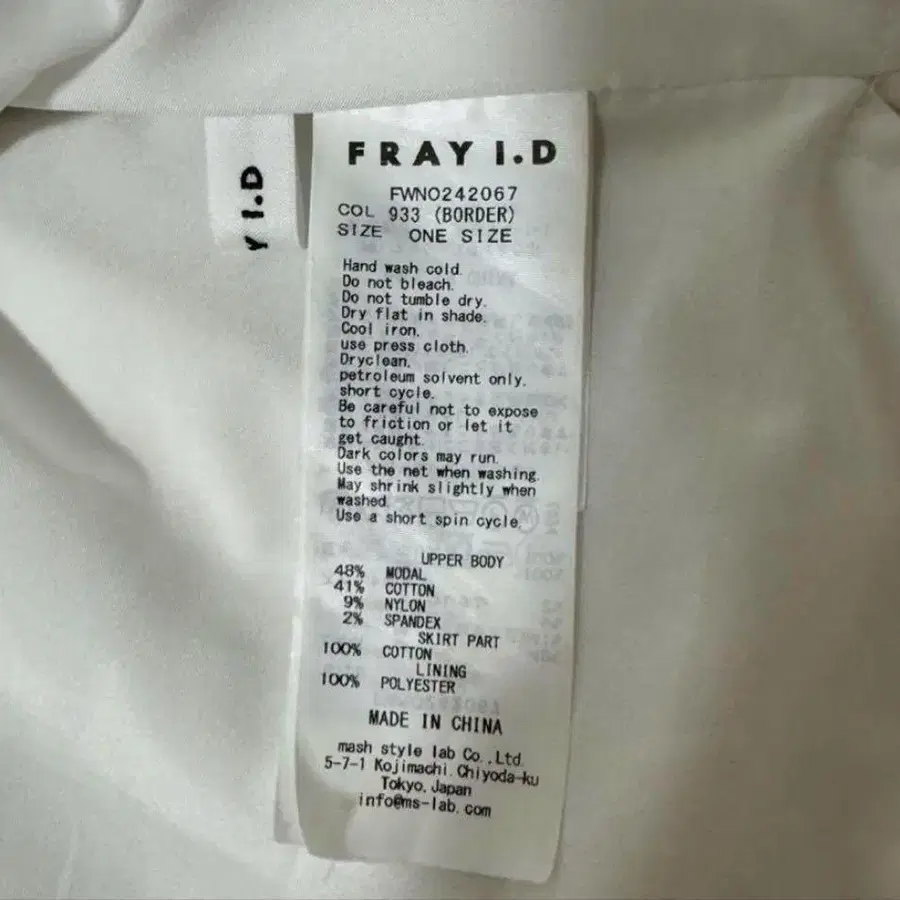 Y I.D
FRAY I.D
FWNO242067
COL 933 (BORDER)
SIZE ONE SIZE
Hand wash cold.
Do not bleach.
Do not tumble dry.
Dry flat in shade.
Cool iron.
use press cloth.
Dryclean,
petroleum solvent only.
short cycle.
Be careful not to expose
to friction or let it
get caught.
Dark colors may run.
Use the net when washing.
May shrink slightly when
washed.
Use a short spin cycle.
UPPER BODY
48% MODAL
41% COTTON
9% NYLON
2% SPANDEX
SKIRT PART
100% COTTON
LINING
100% POLYESTER
MADE IN CHINA
mash style lab Co.,Ltd.
5-7-1 Kojimachi.Chiyoda-ku
Tokyo.Japan
info@ms-lab.com